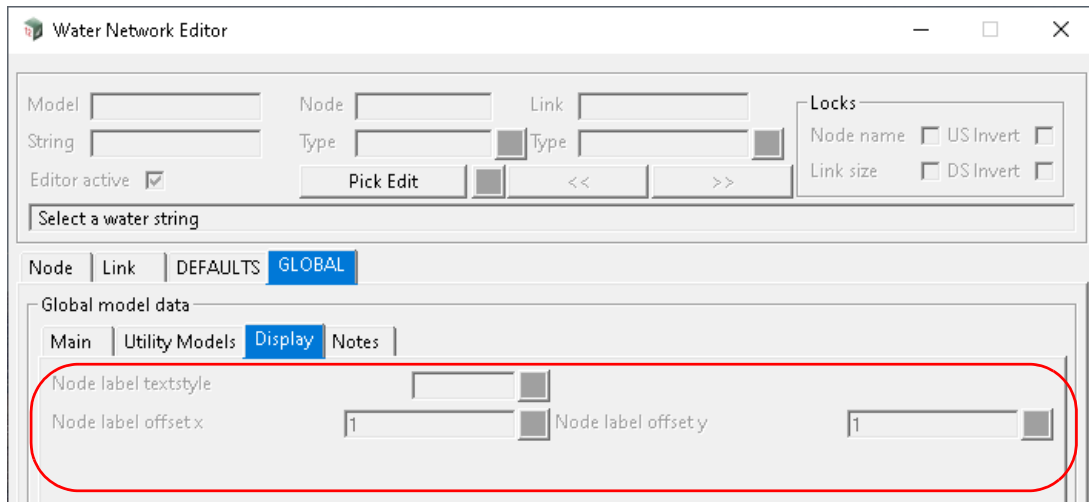 Water Network Editor
Model Node Link Locks
String Type Type Node name US Invert
Editor active Pick Edit << >> Link size DS Invert
Select a water string
Node Link DEFAULTS GLOBAL
Global model data
Main Utility Models Display Notes
Node label textstyle
Node label offset x 1 Node label offset y 1